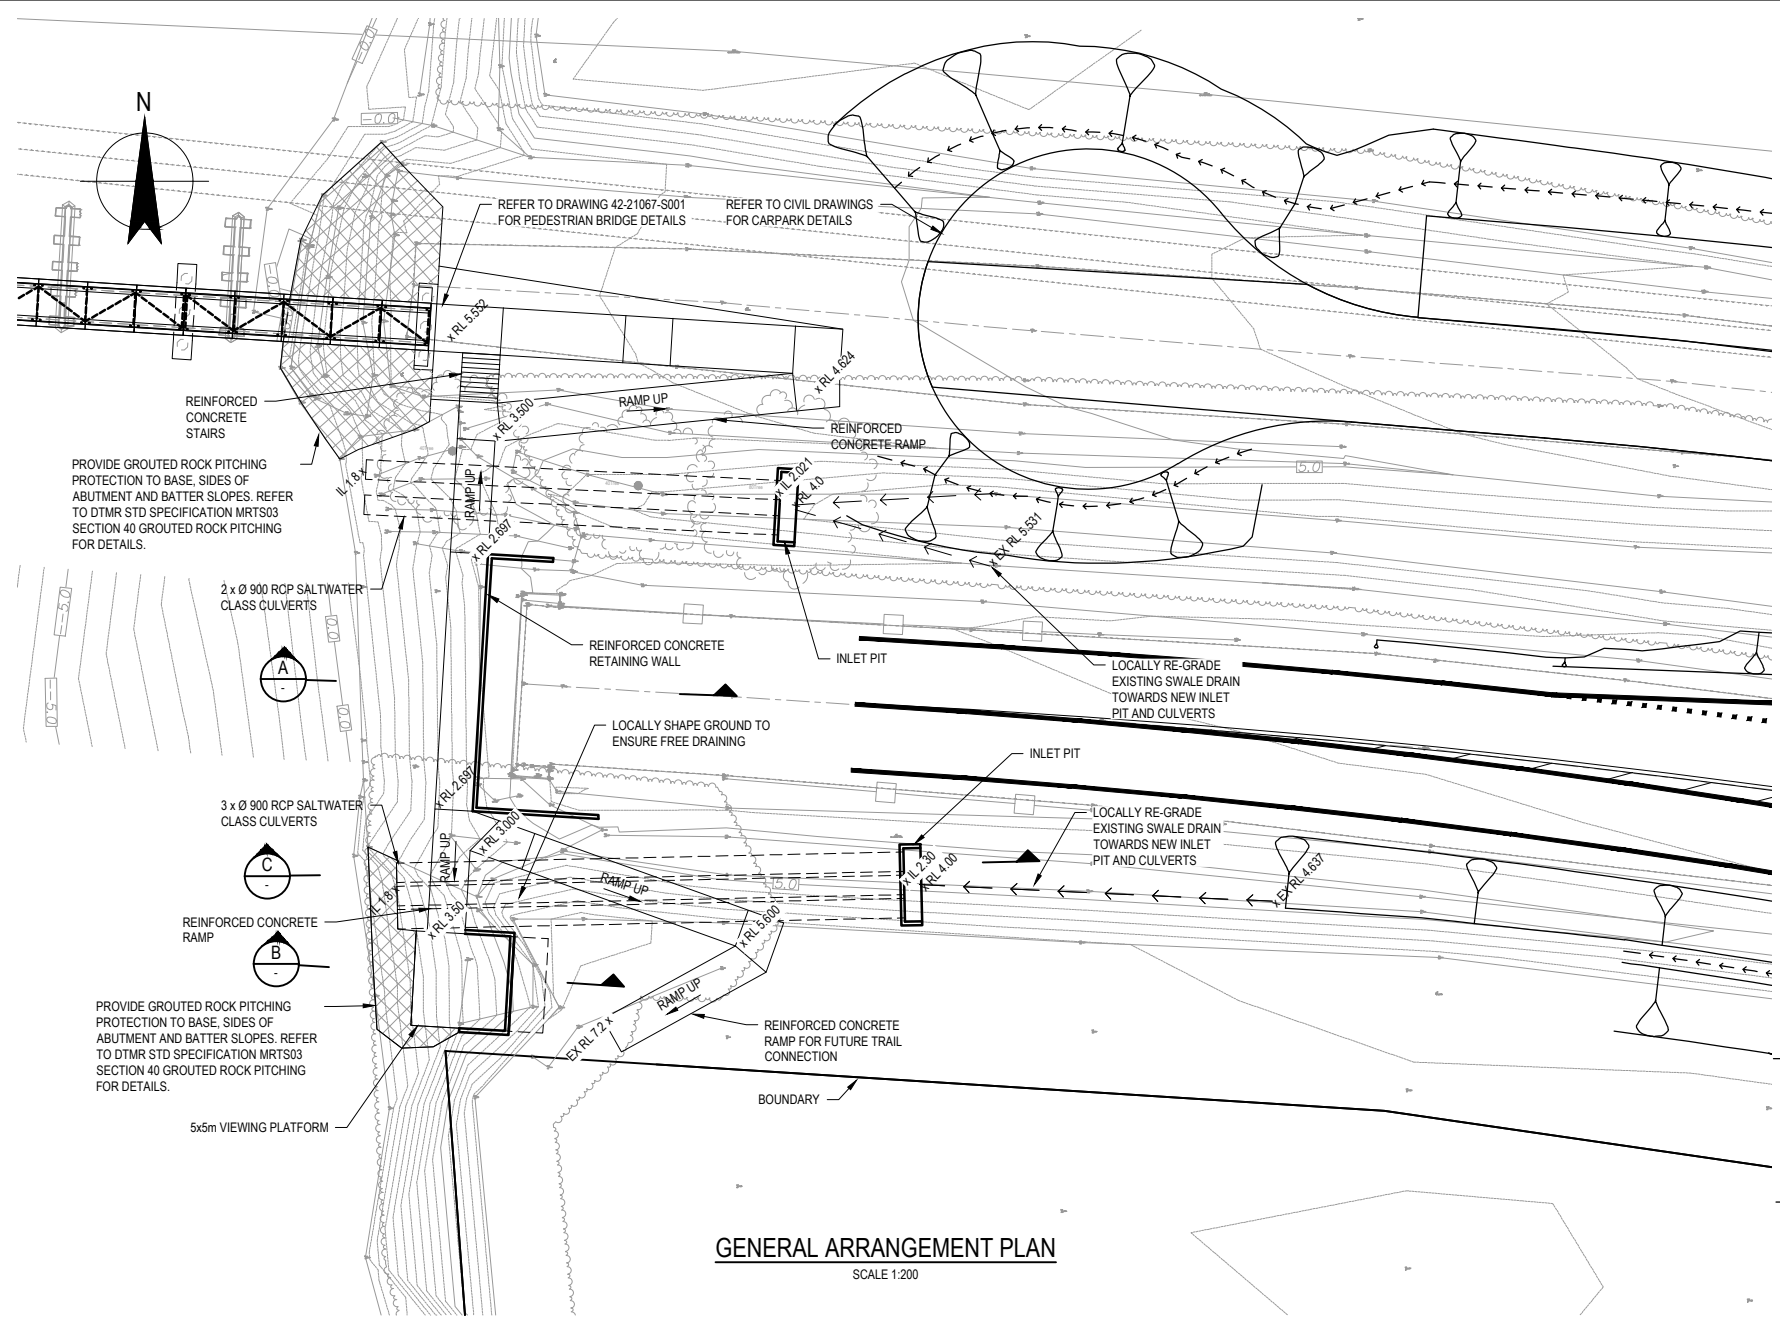 N
-0.0
REFER TO DRAWING 42-21067-S001
FOR PEDESTRIAN BRIDGE DETAILS
REFER TO CIVIL DRAWINGS
FOR CARPARK DETAILS
x RL 5.552
x RL 4.624
REINFORCED
CONCRETE
STAIRS
RAMP UP
x RL 3.500
REINFORCED
CONCRETE RAMP
PROVIDE GROUTED ROCK PITCHING
PROTECTION TO BASE, SIDES OF
ABUTMENT AND BATTER SLOPES. REFER
TO DTMR STD SPECIFICATION MRTS03
SECTION 40 GROUTED ROCK PITCHING
FOR DETAILS.
IL 1.8 x
RAMP UP
x IL 2.021
x RL 4.0
5.0
x RL 2.697
x EX RL 5.531
2 x Ø 900 RCP SALTWATER
CLASS CULVERTS
-5.0
0.0
REINFORCED CONCRETE
RETAINING WALL
INLET PIT
LOCALLY RE-GRADE
EXISTING SWALE DRAIN
TOWARDS NEW INLET
PIT AND CULVERTS
A
-
-5.0
0.0
LOCALLY SHAPE GROUND TO
ENSURE FREE DRAINING
INLET PIT
x RL 2.697
3 x Ø 900 RCP SALTWATER
CLASS CULVERTS
x RL 3.000
LOCALLY RE-GRADE
EXISTING SWALE DRAIN
TOWARDS NEW INLET
PIT AND CULVERTS
C
-
RAMP UP
RAMP UP
5.0
x IL 2.30
x RL 4.00
x EX RL 4.637
IL 1.8 x
x RL 3.50
REINFORCED CONCRETE
RAMP
x RL 5.600
B
-
RAMP UP
PROVIDE GROUTED ROCK PITCHING
PROTECTION TO BASE, SIDES OF
ABUTMENT AND BATTER SLOPES. REFER
TO DTMR STD SPECIFICATION MRTS03
SECTION 40 GROUTED ROCK PITCHING
FOR DETAILS.
EX RL 7.2 x
REINFORCED CONCRETE
RAMP FOR FUTURE TRAIL
CONNECTION
BOUNDARY
5x5m VIEWING PLATFORM
GENERAL ARRANGEMENT PLAN
SCALE 1:200